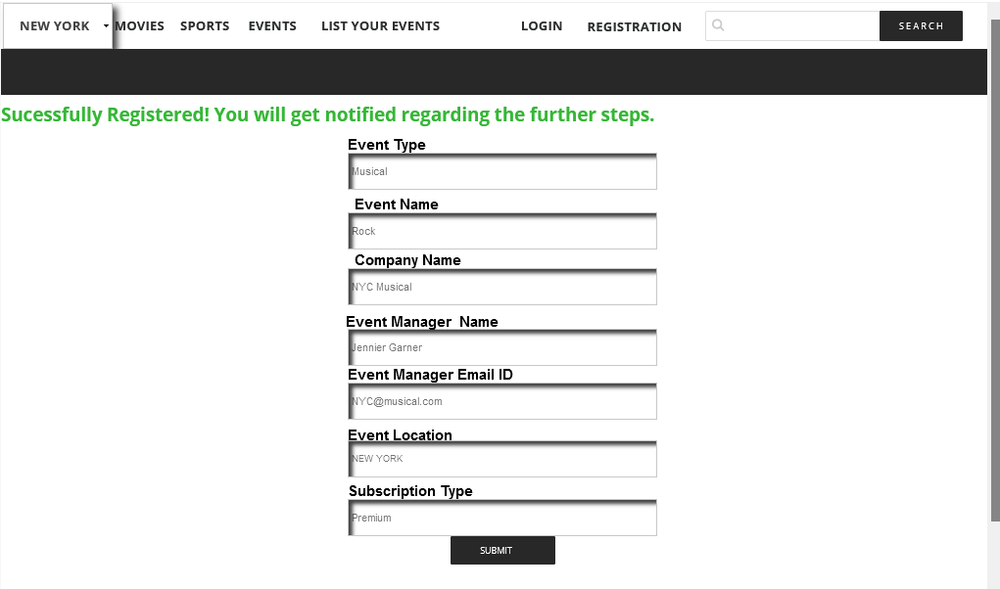 NEW YORK MOVIES SPORTS EVENTS LIST YOUR EVENTS LOGIN REGISTRATION SEARCH
Sucessfully Registered! You will get notified regarding the further steps.
Event Type
Musical
Event Name
Rock
Company Name
NYC Musical
Event Manager Name
Jennier Garner
Event Manager Email ID
NYC@musical.com
Event Location
NEW YORK
Subscription Type
Premium
SUBMIT